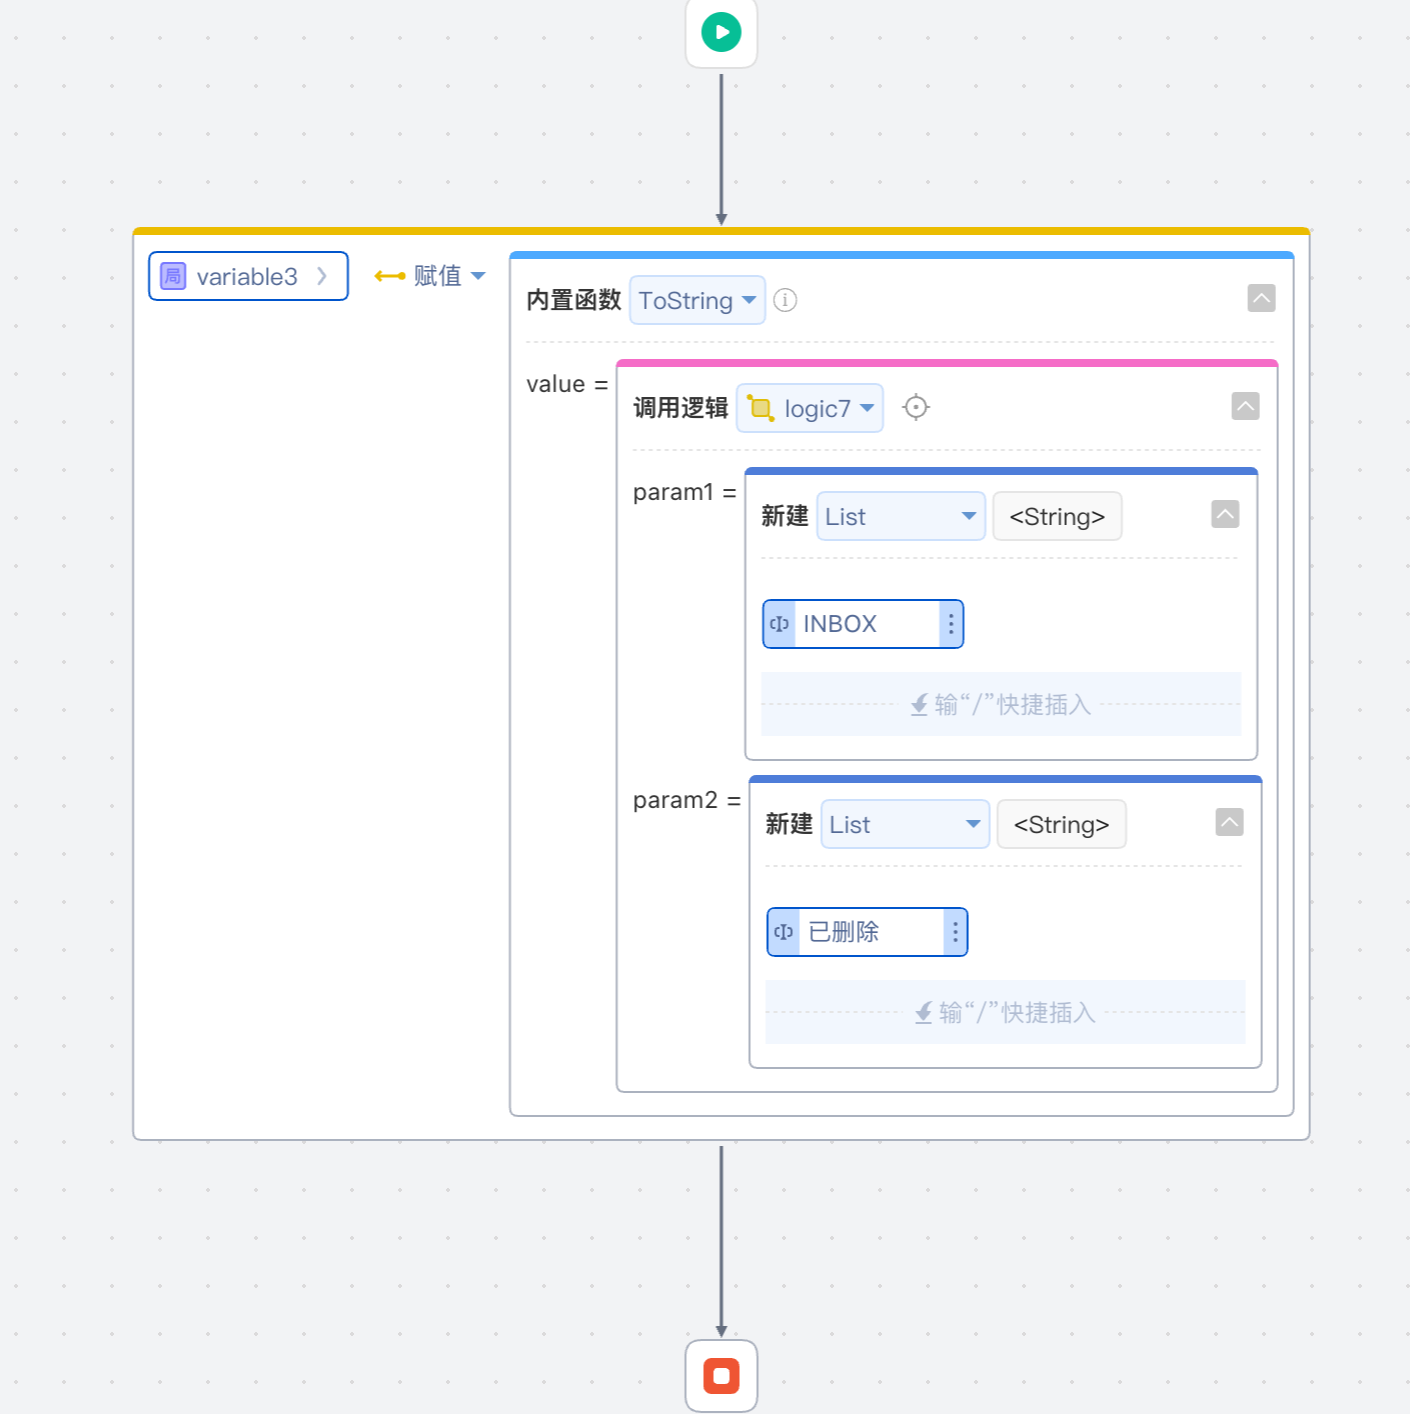 局 variable3 赋值
内置函数 ToString
value =
调用逻辑 logic7
param1 =
新建 List <String>
INBOX
输“/”快捷插入
param2 =
新建 List <String>
已删除
输“/”快捷插入